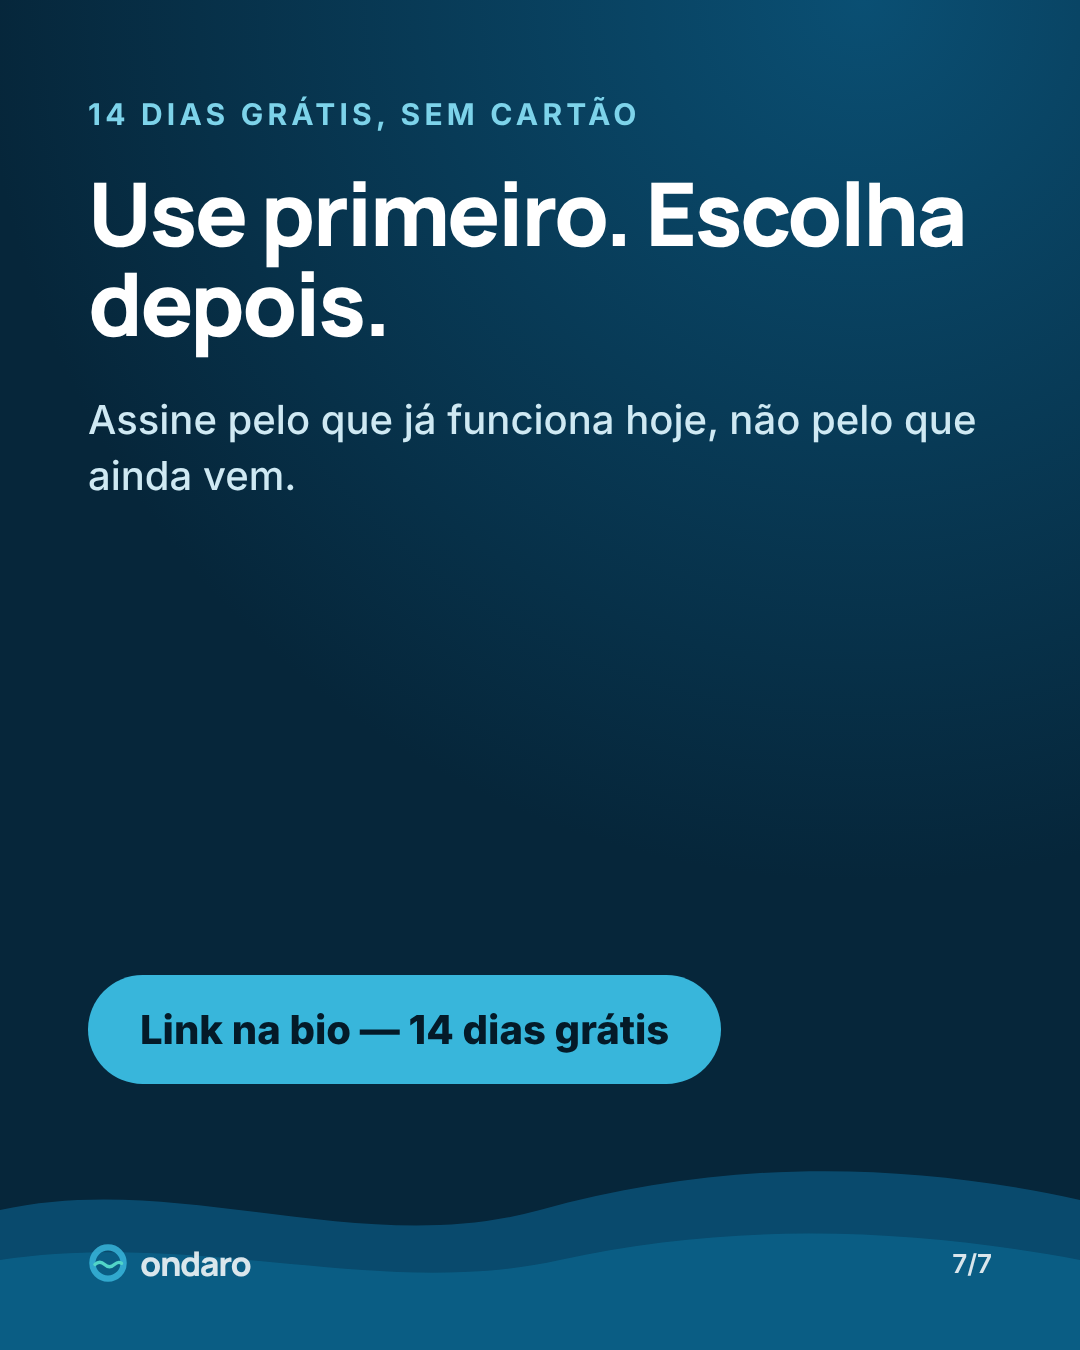 14 DIAS GRÁTIS, SEM CARTÃO
Use primeiro. Escolha
depois.
Assine pelo que já funciona hoje, não pelo que
ainda vem.
Link na bio — 14 dias grátis
ondaro
7/7